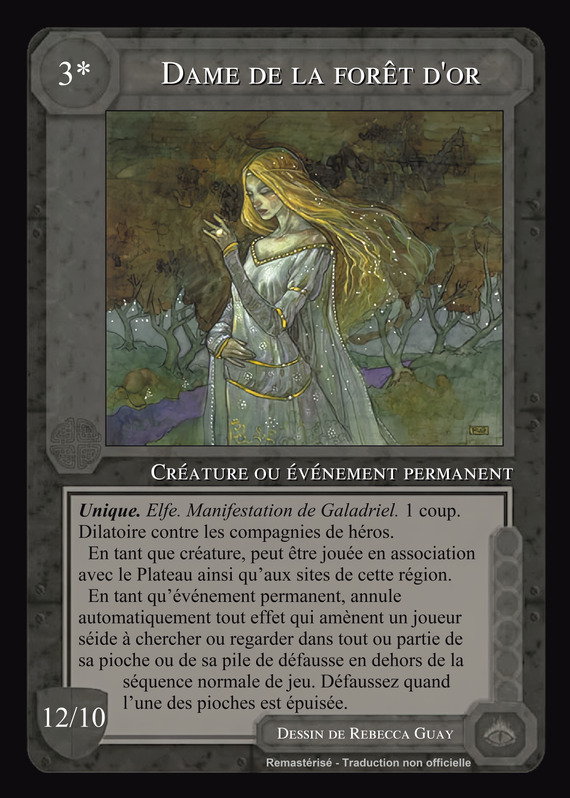 3*
Dame de la forêt d'or
Créature ou événement permanent
Unique. Elfe. Manifestation de Galadriel. 1 coup.
Dilatoire contre les compagnies de héros.
En tant que créature, peut être jouée en association
avec le Plateau ainsi qu’aux sites de cette région.
En tant qu’événement permanent, annule
automatiquement tout effet qui amènent un joueur
séide à chercher ou regarder dans tout ou partie de
sa pioche ou de sa pile de défausse en dehors de la
séquence normale de jeu. Défaussez quand
l’une des pioches est épuisée.
12/10
Dessin de Rebecca Guay
Remastérisé - Traduction non officielle